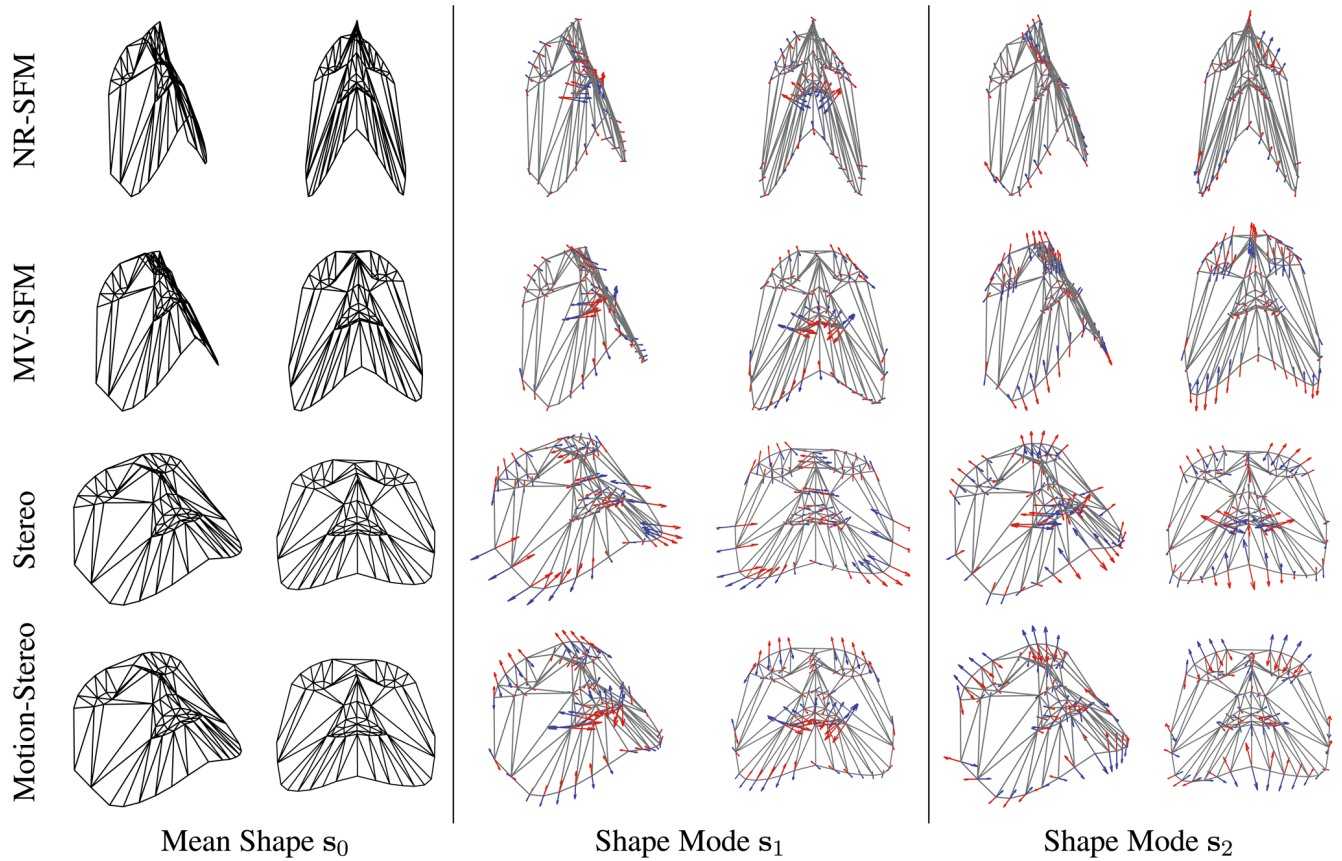 NR-SFM
MV-SFM
Stereo
Motion-Stereo
Mean Shape s₀
Shape Mode s₁
Shape Mode s₂